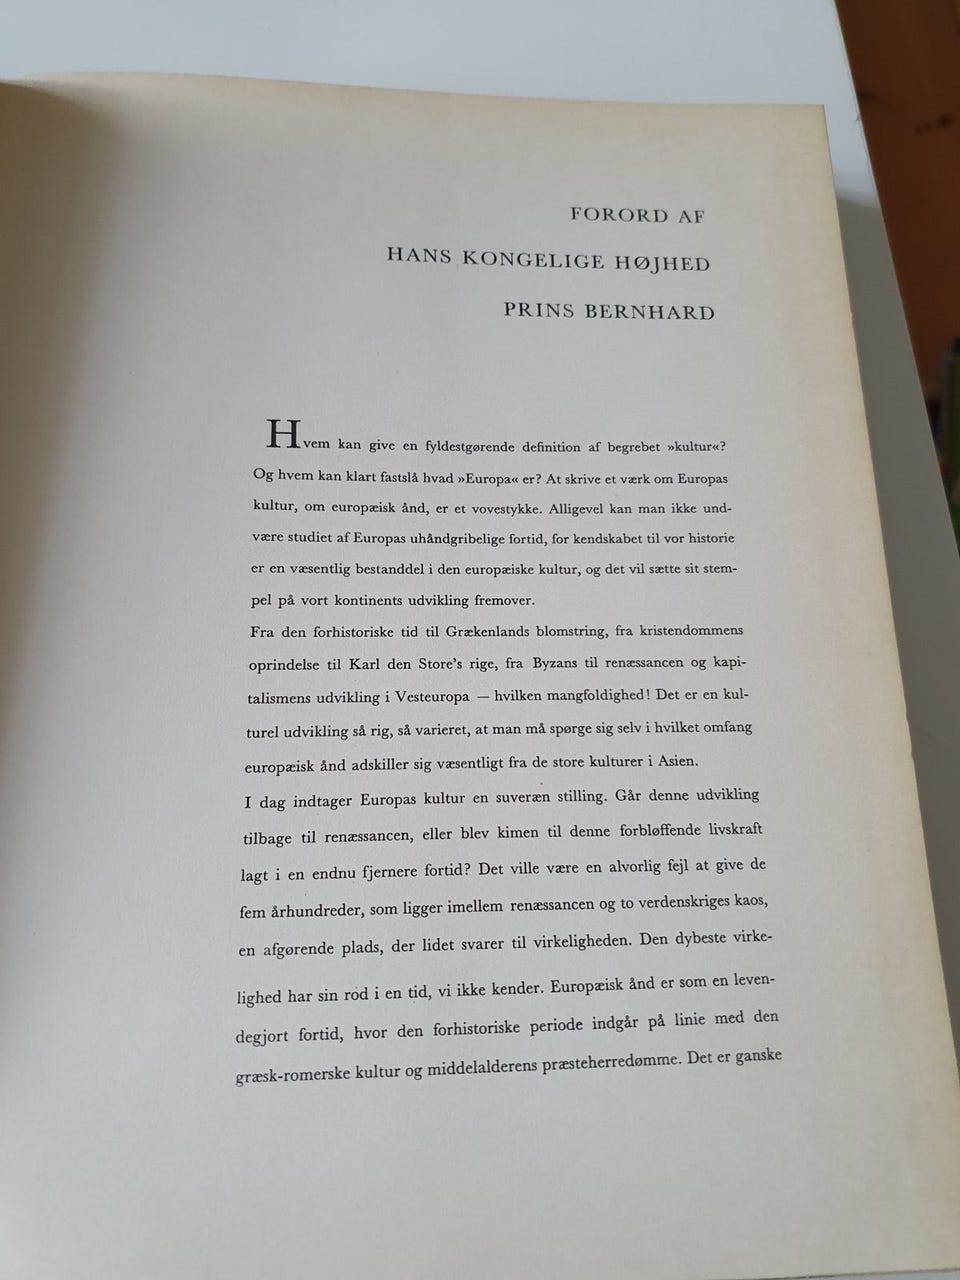 FORORD AF
HANS KONGELIGE HØJHED
PRINS BERNHARD
Hvem kan give en fyldestgørende definition af begrebet »kultur«?
Og hvem kan klart fastslå hvad »Europa« er? At skrive et værk om Europas
kultur, om europæisk ånd, er et vovestykke. Alligevel kan man ikke und-
være studiet af Europas uhåndgribelige fortid, for kendskabet til vor historie
er en væsentlig bestanddel i den europæiske kultur, og det vil sætte sit stem-
pel på vort kontinents udvikling fremover.
Fra den forhistoriske tid til Grækenlands blomstring, fra kristendommens
oprindelse til Karl den Store's rige, fra Byzans til renæssancen og kapi-
talismens udvikling i Vesteuropa — hvilken mangfoldighed! Det er en kul-
turel udvikling så rig, så varieret, at man må spørge sig selv i hvilket omfang
europæisk ånd adskiller sig væsentligt fra de store kulturer i Asien.
I dag indtager Europas kultur en suveræn stilling. Går denne udvikling
tilbage til renæssancen, eller blev kimen til denne forbløffende livskraft
lagt i en endnu fjernere fortid? Det ville være en alvorlig fejl at give de
fem århundreder, som ligger imellem renæssancen og to verdenskriges kaos,
en afgørende plads, der lidet svarer til virkeligheden. Den dybeste virke-
lighed har sin rod i en tid, vi ikke kender. Europæisk ånd er som en leven-
degjort fortid, hvor den forhistoriske periode indgår på linie med den
græsk-romerske kultur og middelalderens præsteherredømme. Det er ganske